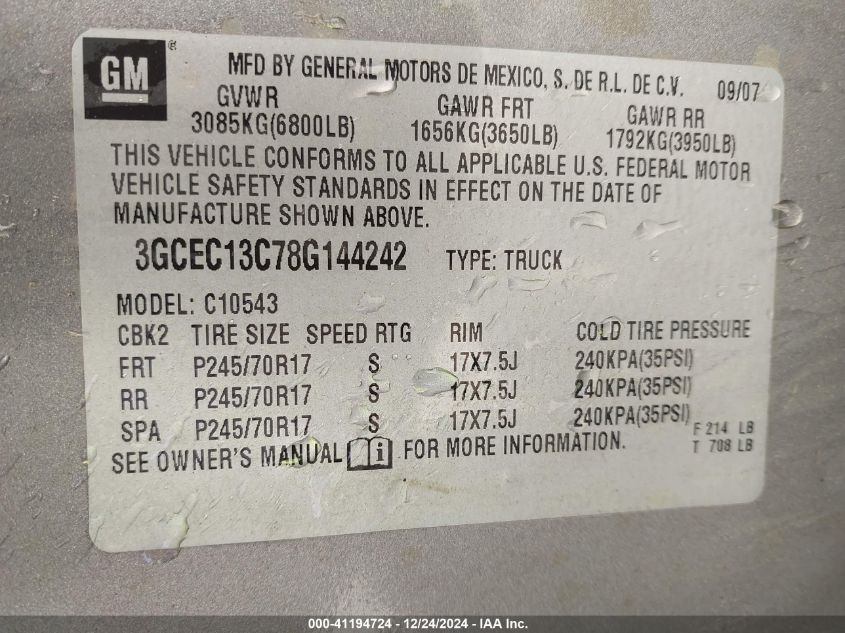 GM ®
MFD BY GENERAL MOTORS DE MEXICO, S. DE R.L. DE C.V. 09/07
GVWR GAWR FRT GAWR RR
3085KG(6800LB) 1656KG(3650LB) 1792KG(3950LB)
THIS VEHICLE CONFORMS TO ALL APPLICABLE U.S. FEDERAL MOTOR
VEHICLE SAFETY STANDARDS IN EFFECT ON THE DATE OF
MANUFACTURE SHOWN ABOVE.
3GCEC13C78G144242 TYPE: TRUCK
MODEL: C10543
CBK2 TIRE SIZE SPEED RTG RIM COLD TIRE PRESSURE
FRT P245/70R17 S 17X7.5J 240KPA(35PSI)
RR P245/70R17 S 17X7.5J 240KPA(35PSI)
SPA P245/70R17 S 17X7.5J 240KPA(35PSI)
F 214 LB
T 708 LB
SEE OWNER'S MANUAL i FOR MORE INFORMATION.
000-41194724 - 12/24/2024 - IAA Inc.